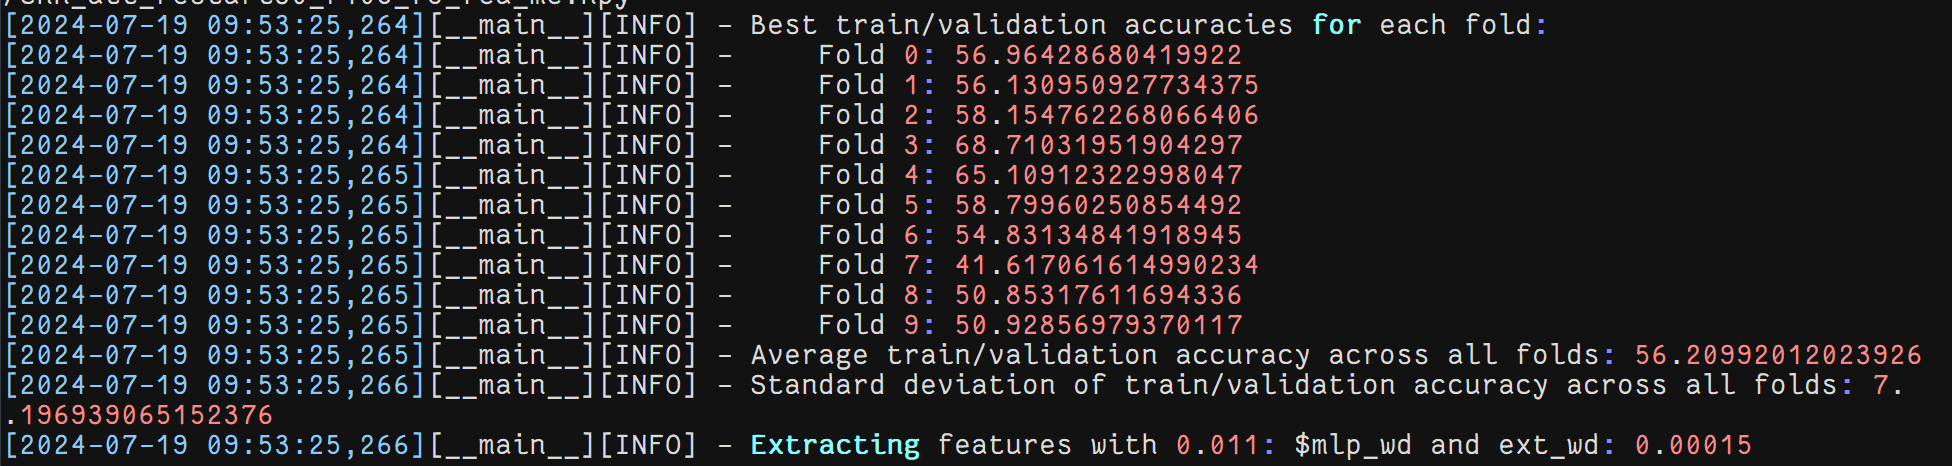 [2024-07-19 09:53:25,264][__main__][INFO] - Best train/validation accuracies for each fold:
[2024-07-19 09:53:25,264][__main__][INFO] -     Fold 0: 56.96428680419922
[2024-07-19 09:53:25,264][__main__][INFO] -     Fold 1: 56.130950927734375
[2024-07-19 09:53:25,264][__main__][INFO] -     Fold 2: 58.154762268066406
[2024-07-19 09:53:25,264][__main__][INFO] -     Fold 3: 68.71031951904297
[2024-07-19 09:53:25,265][__main__][INFO] -     Fold 4: 65.10912322998047
[2024-07-19 09:53:25,265][__main__][INFO] -     Fold 5: 58.79960250854492
[2024-07-19 09:53:25,265][__main__][INFO] -     Fold 6: 54.83134841918945
[2024-07-19 09:53:25,265][__main__][INFO] -     Fold 7: 41.617061614990234
[2024-07-19 09:53:25,265][__main__][INFO] -     Fold 8: 50.85317611694336
[2024-07-19 09:53:25,265][__main__][INFO] -     Fold 9: 50.92856979370117
[2024-07-19 09:53:25,265][__main__][INFO] - Average train/validation accuracy across all folds: 56.20992012023926
[2024-07-19 09:53:25,266][__main__][INFO] - Standard deviation of train/validation accuracy across all folds: 7.
.196939065152376
[2024-07-19 09:53:25,266][__main__][INFO] - Extracting features with 0.011: $mlp_wd and ext_wd: 0.00015